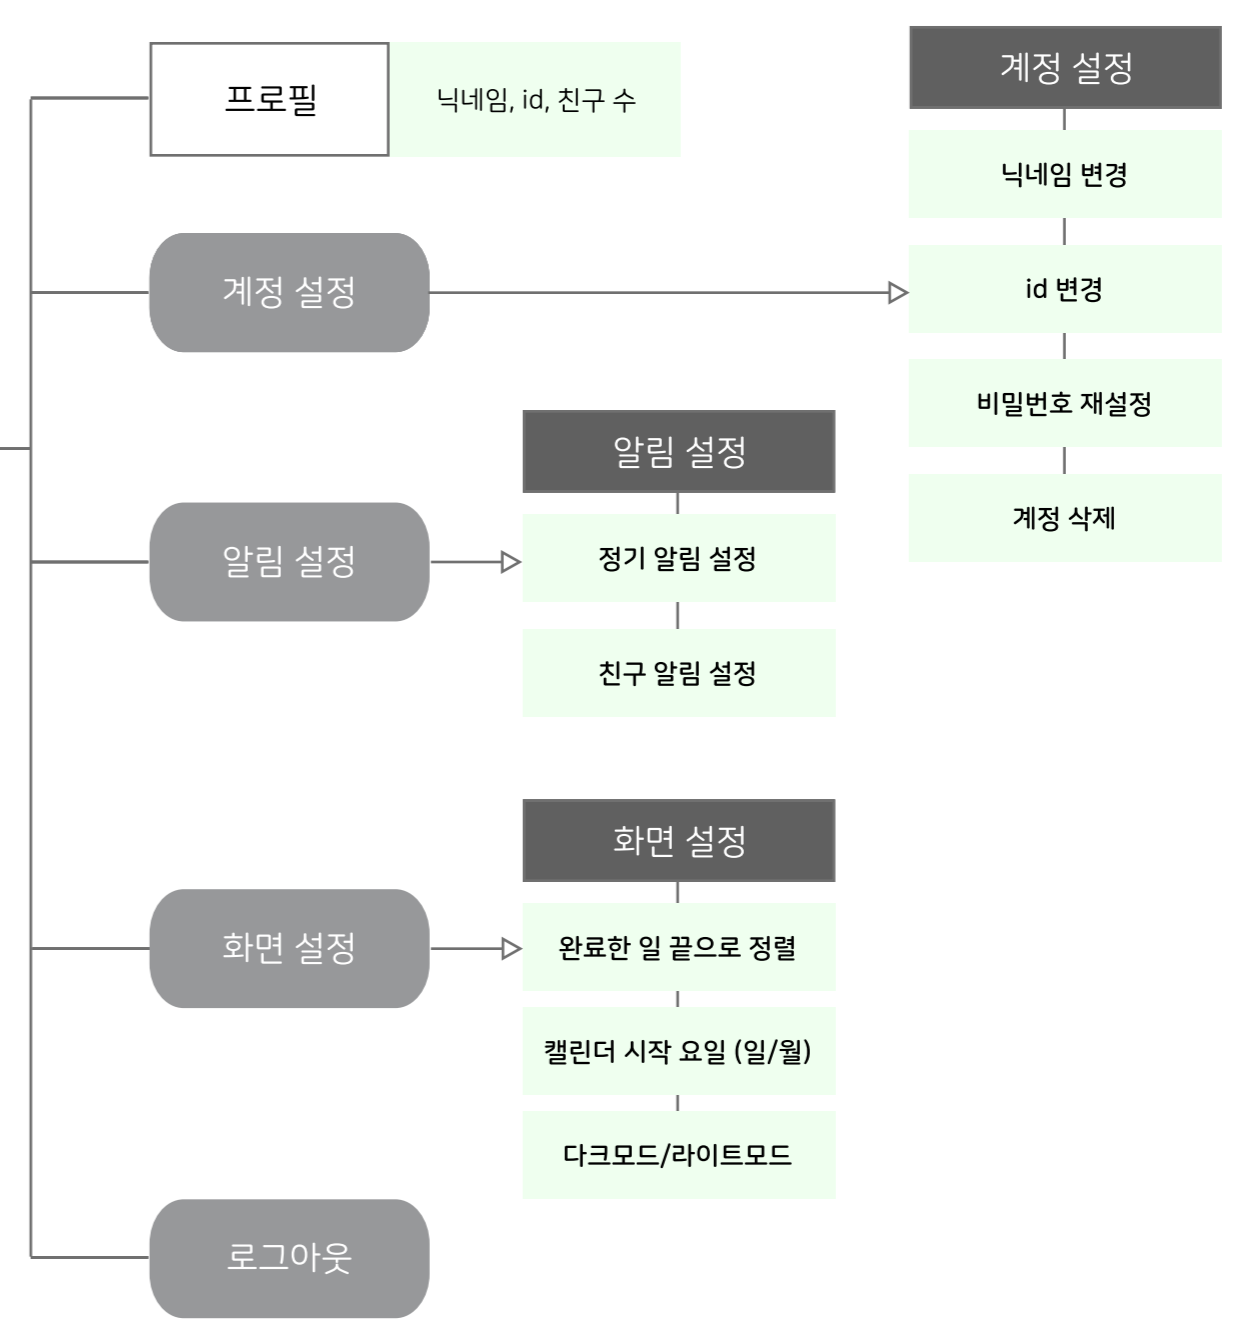 프로필
닉네임, id, 친구 수
계정 설정
계정 설정
닉네임 변경
id 변경
비밀번호 재설정
계정 삭제
알림 설정
알림 설정
정기 알림 설정
친구 알림 설정
화면 설정
화면 설정
완료한 일 끝으로 정렬
캘린더 시작 요일 (일/월)
다크모드/라이트모드
로그아웃